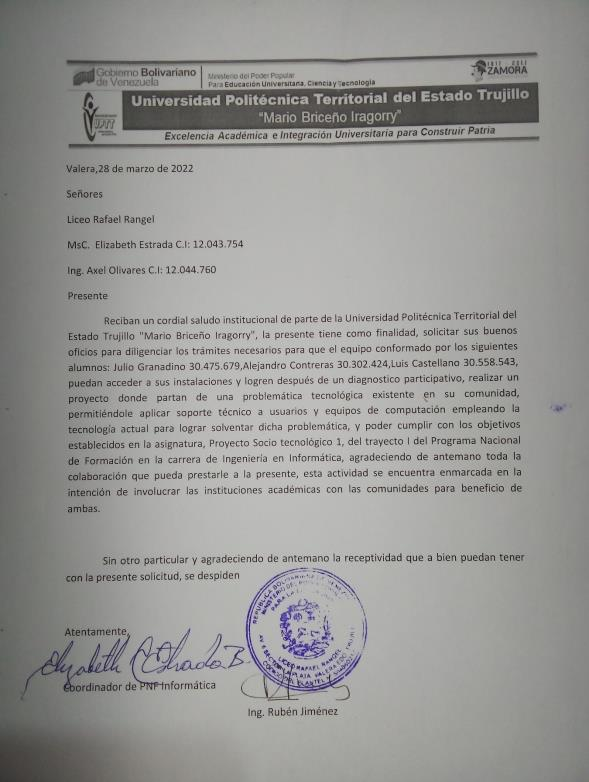 Gobierno Bolivariano
de Venezuela
Ministerio del Poder Popular
Para Educación Universitaria, Ciencia y Tecnología
ZAMORA
Universidad Politécnica Territorial del Estado Trujillo
"Mario Briceño Iragorry"
UPTT
Excelencia Académica e Integración Universitaria para Construir Patria
Valera,28 de marzo de 2022
Señores
Liceo Rafael Rangel
MsC. Elizabeth Estrada C.I: 12.043.754
Ing. Axel Olivares C.I: 12.044.760
Presente
Reciban un cordial saludo institucional de parte de la Universidad Politécnica Territorial del
Estado Trujillo "Mario Briceño Iragorry", la presente tiene como finalidad, solicitar sus buenos
oficios para diligenciar los trámites necesarios para que el equipo conformado por los siguientes
alumnos: Julio Granadino 30.475.679,Alejandro Contreras 30.302.424,Luis Castellano 30.558.543,
puedan acceder a sus instalaciones y logren después de un diagnostico participativo, realizar un
proyecto donde partan de una problemática tecnológica existente en su comunidad,
permitiéndole aplicar soporte técnico a usuarios y equipos de computación empleando la
tecnología actual para lograr solventar dicha problemática, y poder cumplir con los objetivos
establecidos en la asignatura, Proyecto Socio tecnológico 1, del trayecto I del Programa Nacional
de Formación en la carrera de Ingeniería en Informática, agradeciendo de antemano toda la
colaboración que pueda prestarle a la presente, esta actividad se encuentra enmarcada en la
intención de involucrar las instituciones académicas con las comunidades para beneficio de
ambas.
Sin otro particular y agradeciendo de antemano la receptividad que a bien puedan tener
con la presente solicitud, se despiden
Atentamente,
Elizabeth Estrada B.
Coordinador de PNF Informática
Ing. Rubén Jiménez
REPUBLICA BOLIVARIANA DE VENEZUELA
MINISTERIO DEL PODER POPULAR
PARA LA
LICEO RAFAEL RANGEL